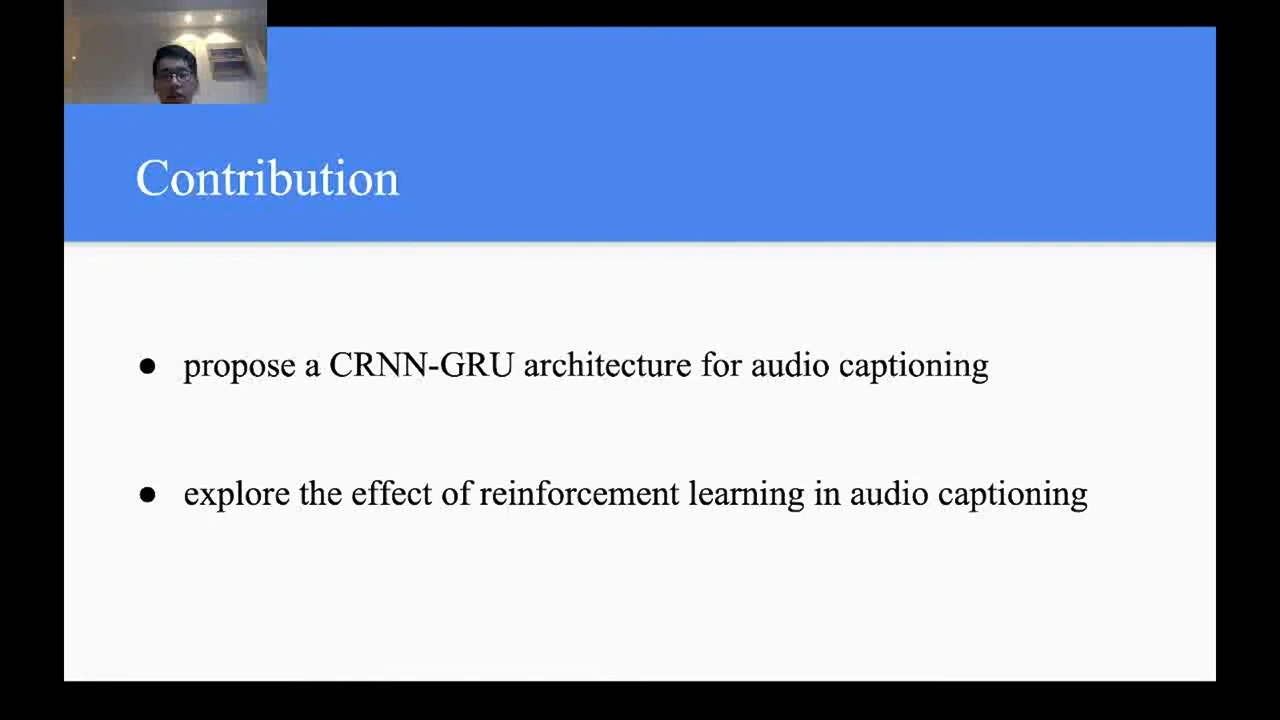 Contribution
● propose a CRNN-GRU architecture for audio captioning
● explore the effect of reinforcement learning in audio captioning